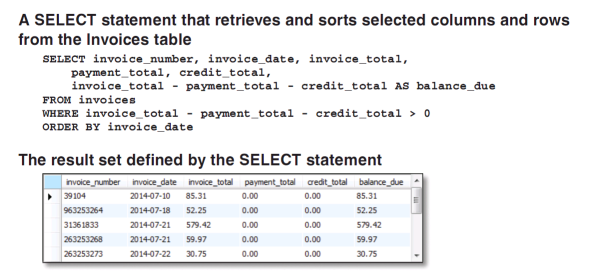 A SELECT statement that retrieves and sorts selected columns and rows
from the Invoices table
SELECT invoice_number, invoice_date, invoice_total,
payment_total, credit_total,
invoice_total - payment_total - credit_total AS balance_due
FROM invoices
WHERE invoice_total - payment_total - credit_total > 0
ORDER BY invoice_date
The result set defined by the SELECT statement
invoice_number invoice_date invoice_total payment_total credit_total balance_due
39104 2014-07-10 85.31 0.00 0.00 85.31
963253264 2014-07-18 52.25 0.00 0.00 52.25
31361833 2014-07-21 579.42 0.00 0.00 579.42
263253268 2014-07-21 59.97 0.00 0.00 59.97
263253273 2014-07-22 30.75 0.00 0.00 30.75